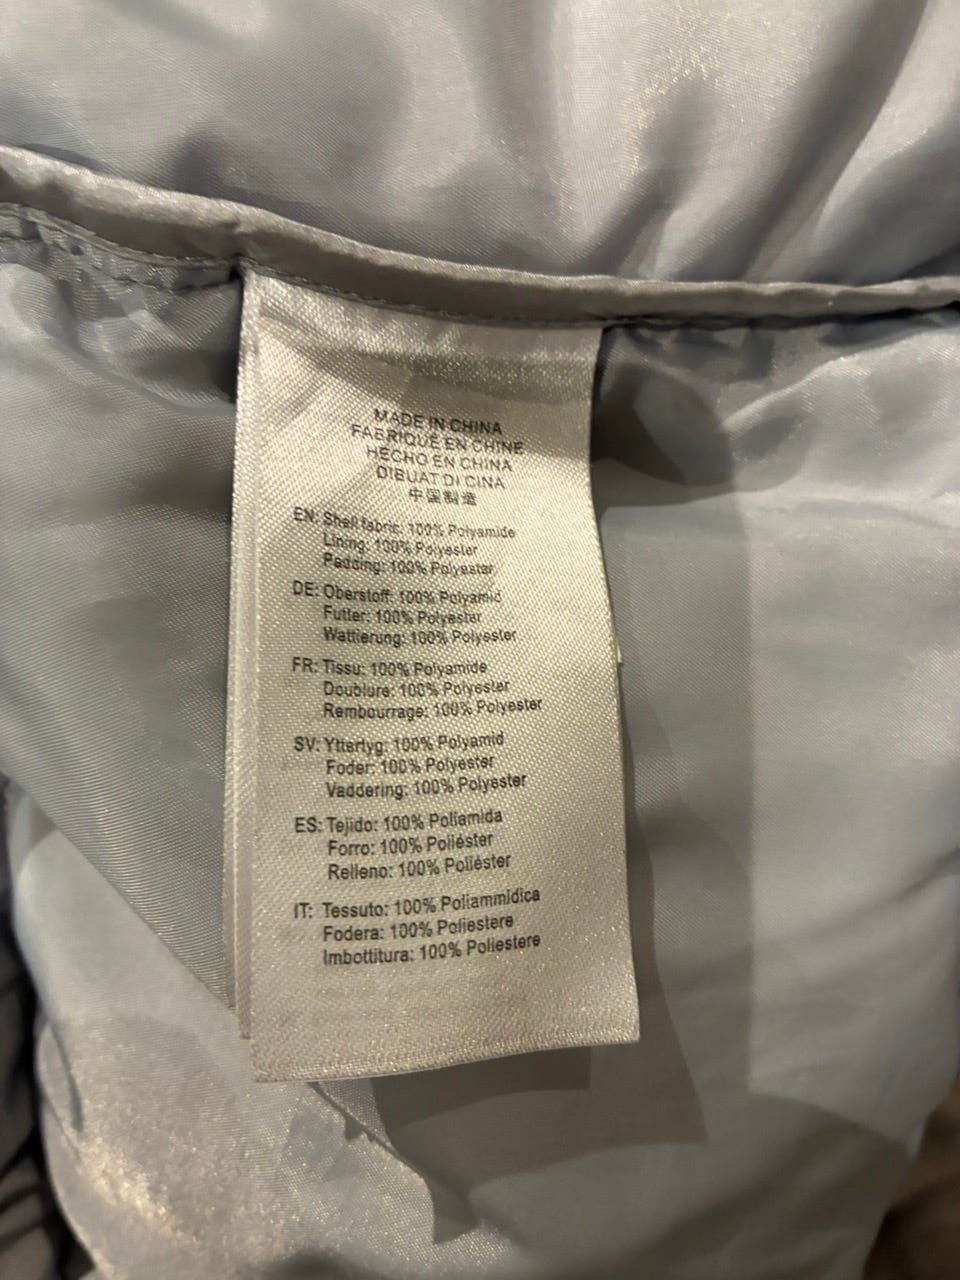 MADE IN CHINA
FABRIQUÉ EN CHINE
HECHO EN CHINA
DIBUAT DI CINA
中国制造
EN: Shell fabric: 100% Polyamide
Lining: 100% Polyester
Padding: 100% Polyester
DE: Oberstoff: 100% Polyamid
Futter: 100% Polyester
Wattierung: 100% Polyester
FR: Tissu: 100% Polyamide
Doublure: 100% Polyester
Rembourrage: 100% Polyester
SV: Yttertyg: 100% Polyamid
Foder: 100% Polyester
Vaddering: 100% Polyester
ES: Tejido: 100% Poliamida
Forro: 100% Poliéster
Relleno: 100% Poliéster
IT: Tessuto: 100% Poliammidica
Fodera: 100% Poliestere
Imbottitura: 100% Poliestere